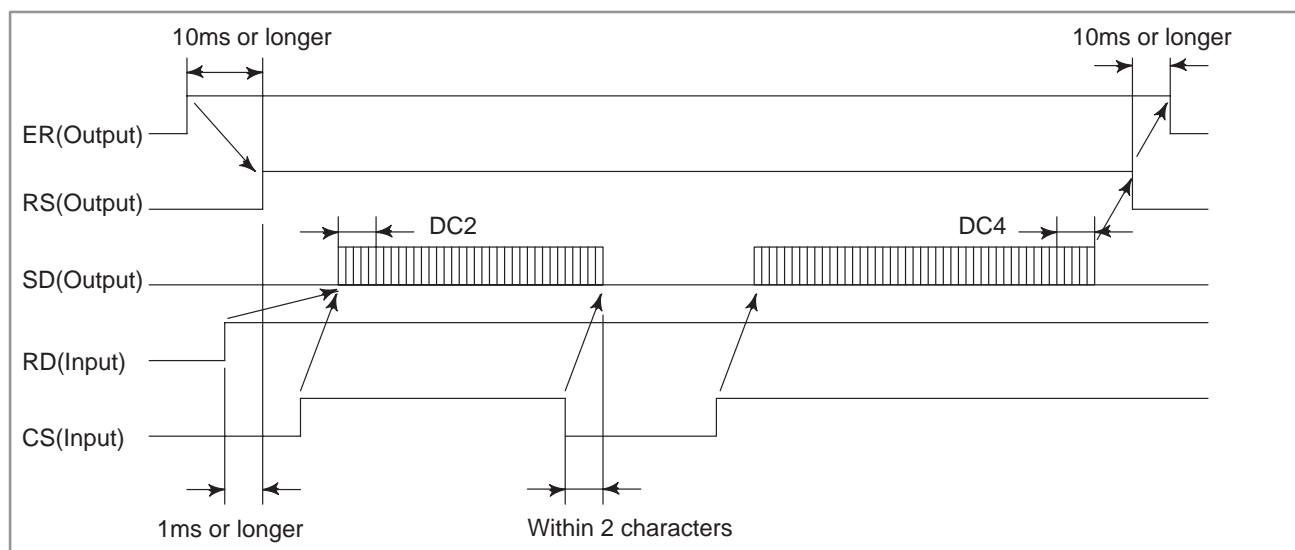 10ms or longer
10ms or longer
ER(Output)
RS(Output)
DC2
DC4
SD(Output)
RD(Input)
CS(Input)
1ms or longer
Within 2 characters